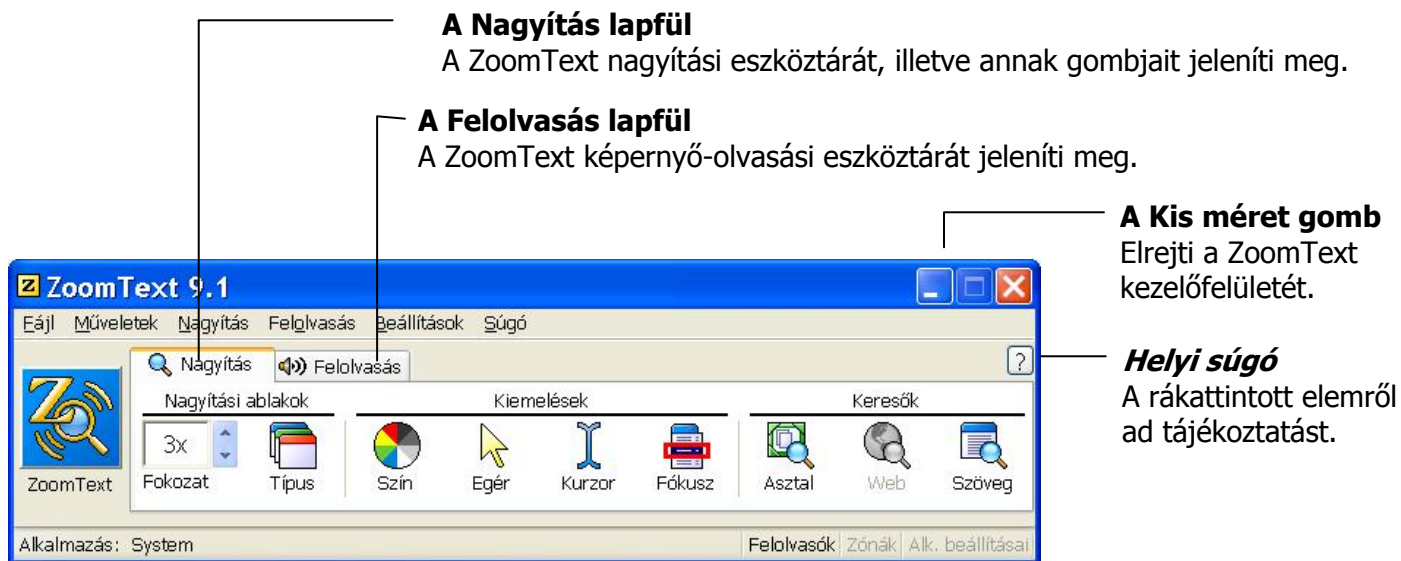 A Nagyítás lapfül
A ZoomText nagyítási eszköztárát, illetve annak gombjait jeleníti meg.
A Felolvasás lapfül
A ZoomText képernyő-olvasási eszköztárát jeleníti meg.
A Kis méret gomb
Elrejti a ZoomText
kezelőfelületét.
ZoomText 9.1
Fájl Műveletek Nagyítás Felolvasás Beállítások Súgó
Nagyítás Felolvasás ?
Helyi súgó
A rákattintott elemről
ad tájékoztatást.
Nagyítási ablakok Kiemelések Keresők
3x
ZoomText Fokozat Típus Szín Egér Kurzor Fókusz Asztal Web Szöveg
Alkalmazás: System Felolvasók Zónák Alk. beállításai